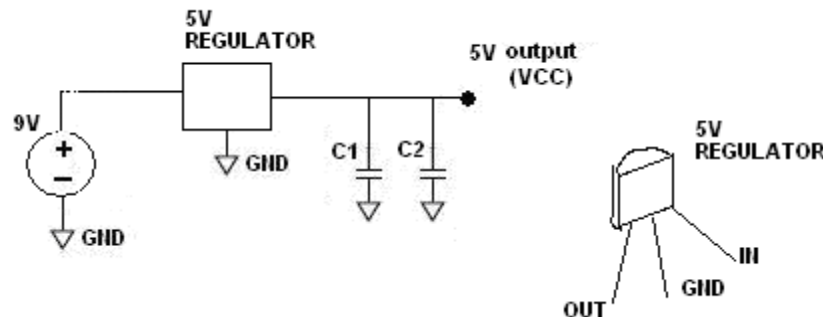 5V
REGULATOR
5V output
(VCC)
9V
+
−
GND
GND
C1
C2
5V
REGULATOR
IN
GND
OUT